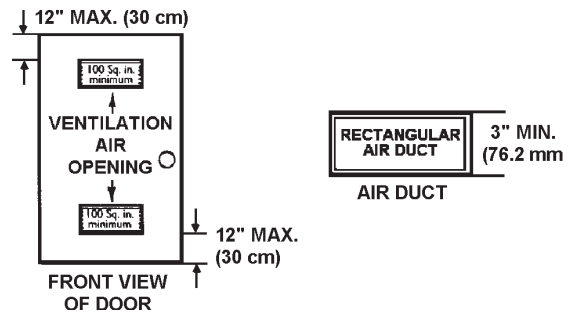 12" MAX. (30 cm)
100 Sq. in.
minimum
VENTILATION
AIR
OPENING
100 Sq. in.
minimum
12" MAX.
(30 cm)
FRONT VIEW
OF DOOR
RECTANGULAR
AIR DUCT
3" MIN.
(76.2 mm
AIR DUCT